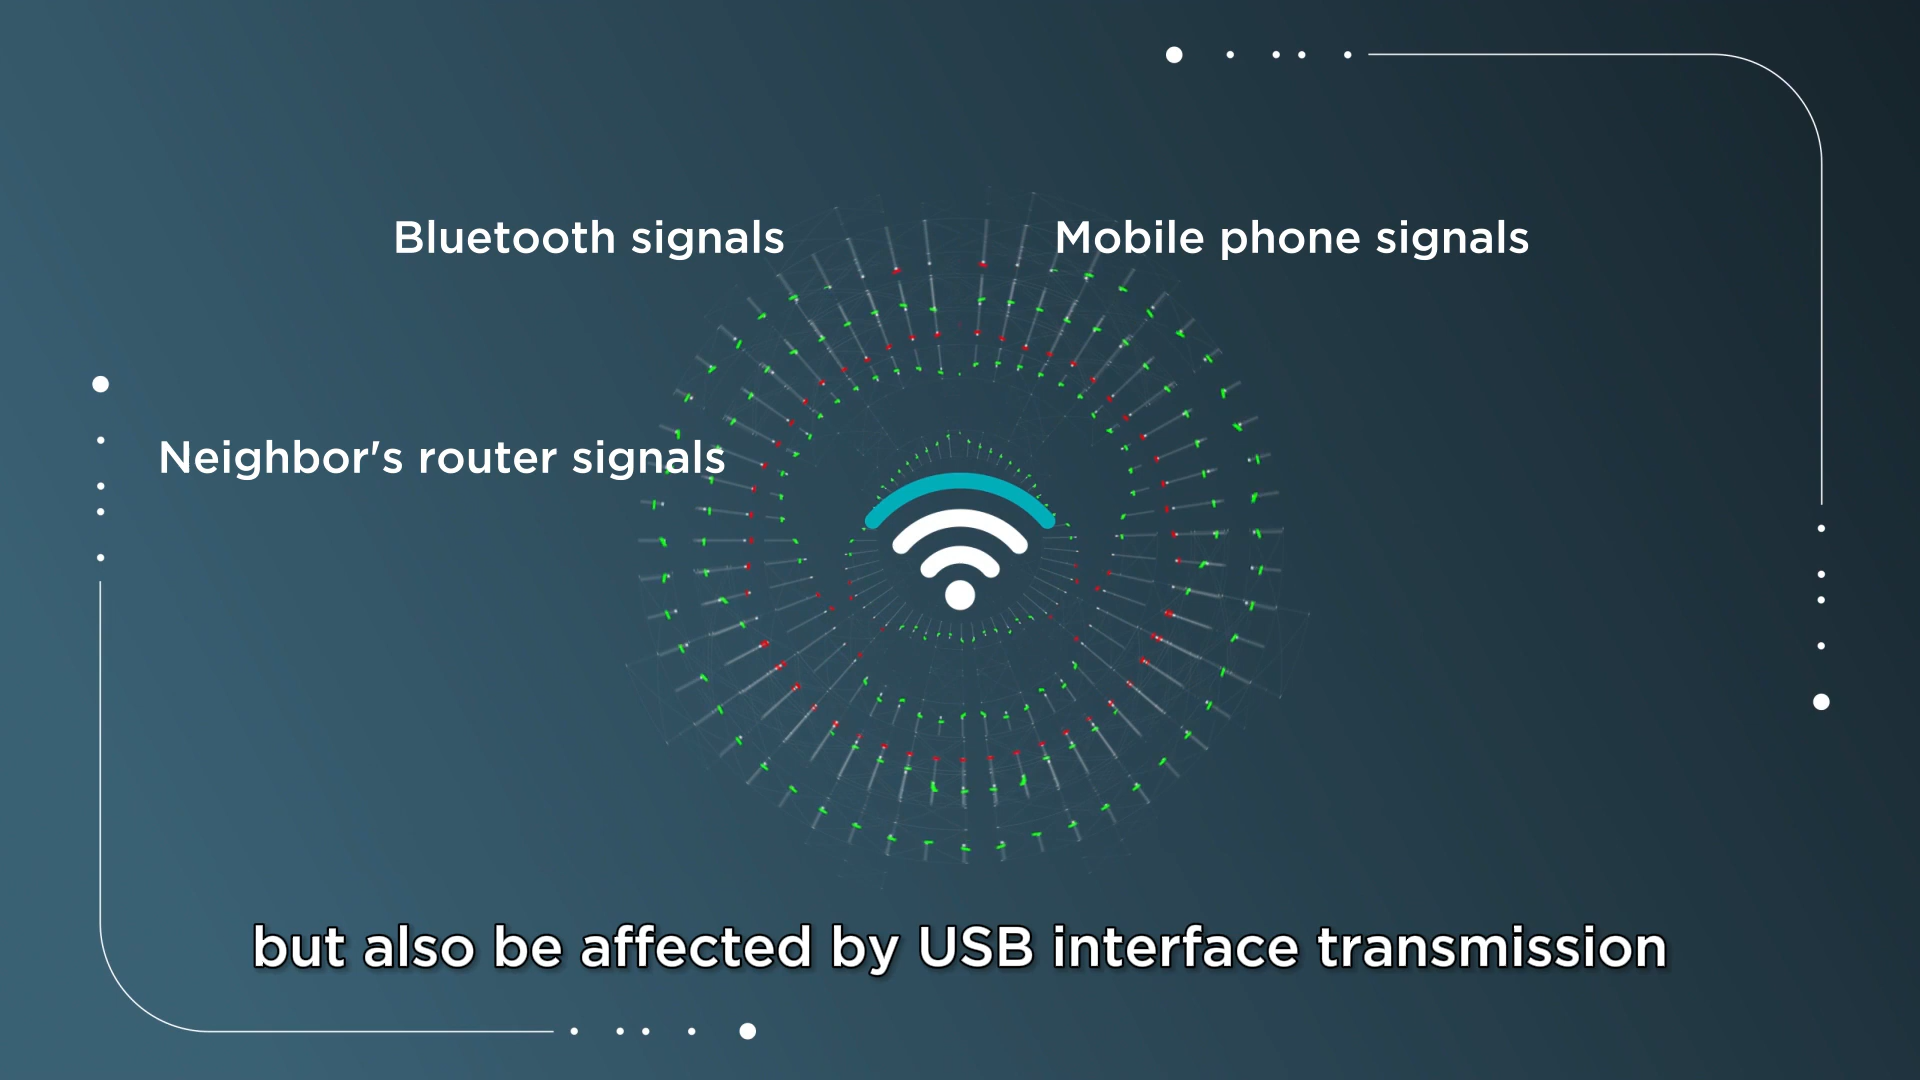 Bluetooth signals
Mobile phone signals
Neighbor's router signals
but also be affected by USB interface transmission